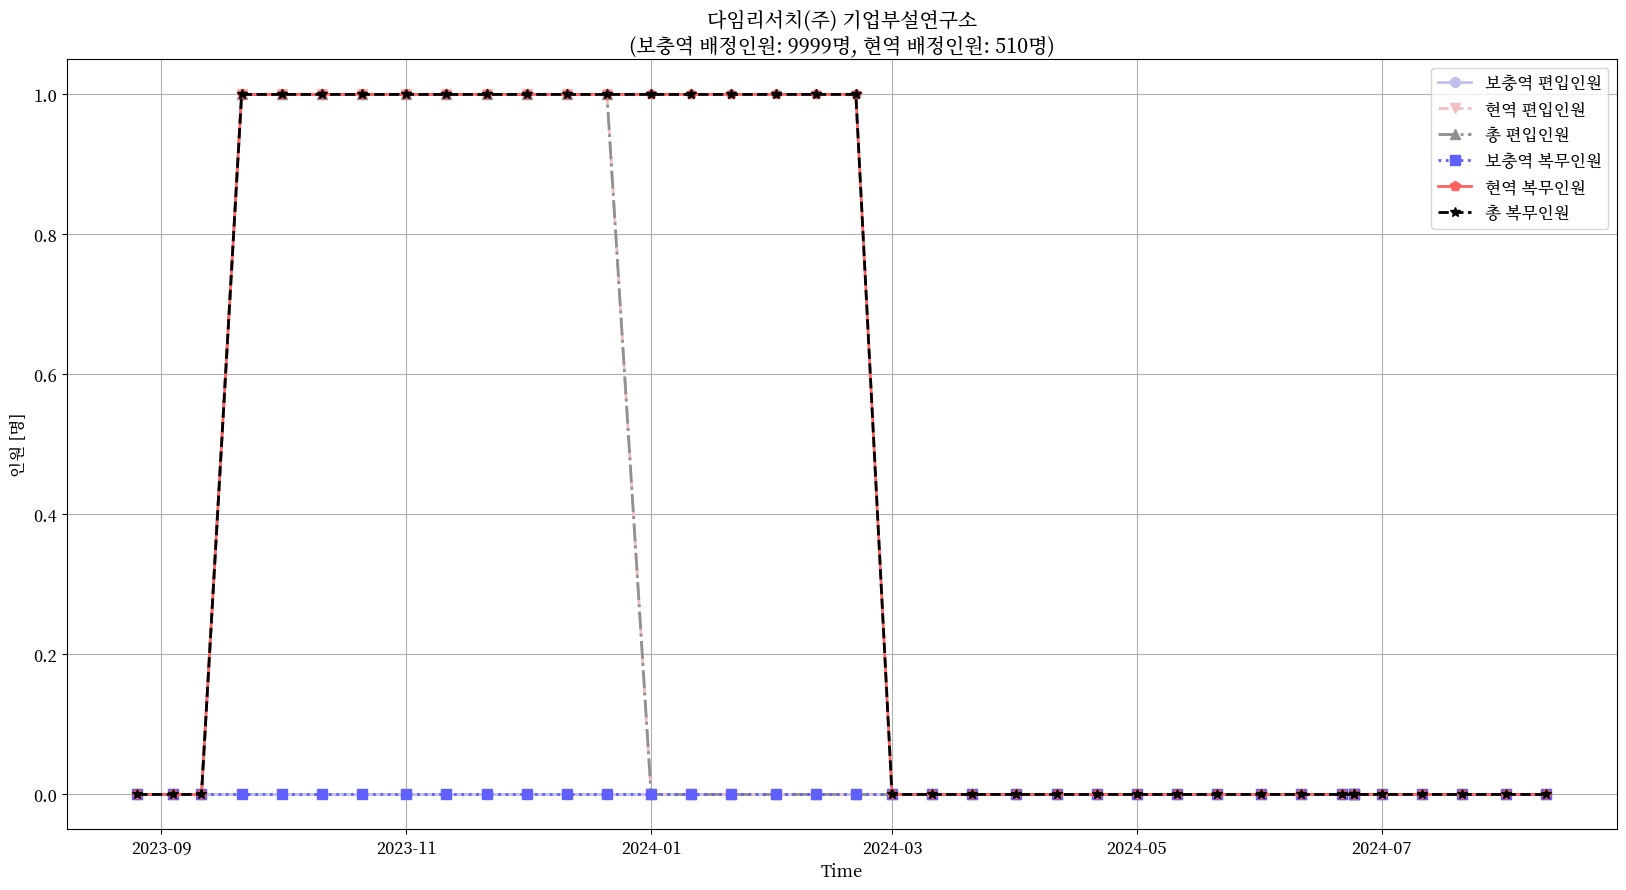 다임리서치(주) 기업부설연구소
(보충역 배정인원: 9999명, 현역 배정인원: 510명)
보충역 편입인원
현역 편입인원
총 편입인원
보충역 복무인원
현역 복무인원
총 복무인원
인원 [명]
1.0
0.8
0.6
0.4
0.2
0.0
2023-09
2023-11
2024-01
2024-03
2024-05
2024-07
Time